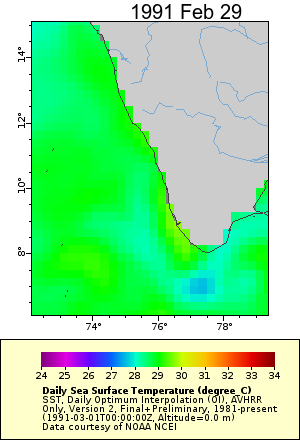 1991 Feb 29
14°
12°
10°
8°
74°
76°
78°
24 25 26 27 28 29 30 31 32 33 34
Daily Sea Surface Temperature (degree_C)
SST, Daily Optimum Interpolation (OI), AVHRR
Only, Version 2, Final+Preliminary, 1981-present
(1991-03-01T00:00:00Z, Altitude=0.0 m)
Data courtesy of NOAA NCEI